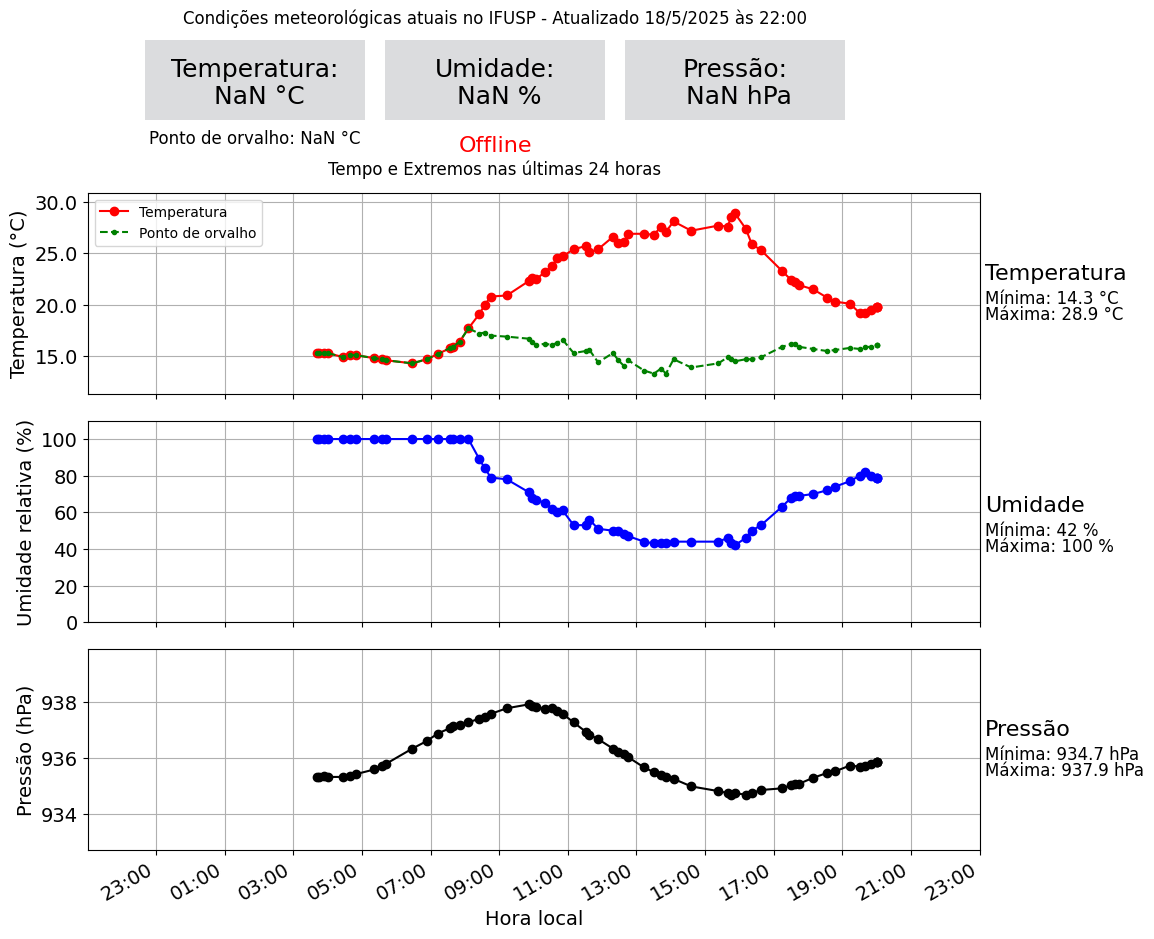 Condições meteorológicas atuais no IFUSP - Atualizado 18/5/2025 às 22:00
Temperatura:
NaN °C
Umidade:
NaN %
Pressão:
NaN hPa
Ponto de orvalho: NaN °C
Offline
Tempo e Extremos nas últimas 24 horas
30.0
25.0
20.0
15.0
Temperatura (°C)
Temperatura
Ponto de orvalho
Temperatura
Mínima: 14.3 °C
Máxima: 28.9 °C
100
80
60
40
20
0
Umidade relativa (%)
Umidade
Mínima: 42 %
Máxima: 100 %
938
936
934
Pressão (hPa)
Pressão
Mínima: 934.7 hPa
Máxima: 937.9 hPa
23:00 01:00 03:00 05:00 07:00 09:00 11:00 13:00 15:00 17:00 19:00 21:00 23:00
Hora local